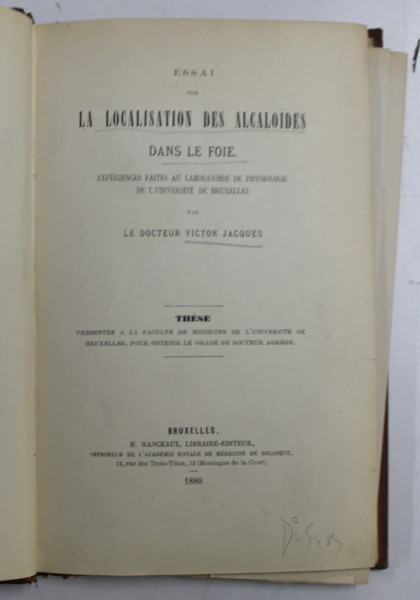 ESSAI
SUR
LA LOCALISATION DES ALCALOÏDES
DANS LE FOIE.
EXPÉRIENCES FAITES AU LABORATOIRE DE PHYSIOLOGIE
DE L'UNIVERSITÉ DE BRUXELLES
PAR
LE DOCTEUR VICTOR JACQUES
THÈSE
PRÉSENTÉE A LA FACULTÉ DE MÉDECINE DE L'UNIVERSITÉ DE
BRUXELLES, POUR OBTENIR LE GRADE DE DOCTEUR AGRÉGÉ.
BRUXELLES,
H. MANCEAUX, LIBRAIRE-ÉDITEUR,
IMPRIMEUR DE L'ACADÉMIE ROYALE DE MÉDECINE DE BELGIQUE,
12, rue des Trois-Têtes, 12 (Montagne de la Cour).
1880